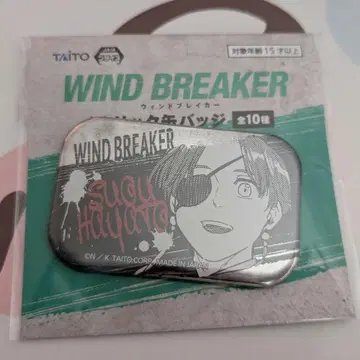 TAITO
対象年齢15才以上
WIND BREAKER
ウィンドブレイカー
ック缶バッジ 全10種
WIND BREAKER
suou
Hayato
©N／K TAITO CORP. MADE IN JAPAN